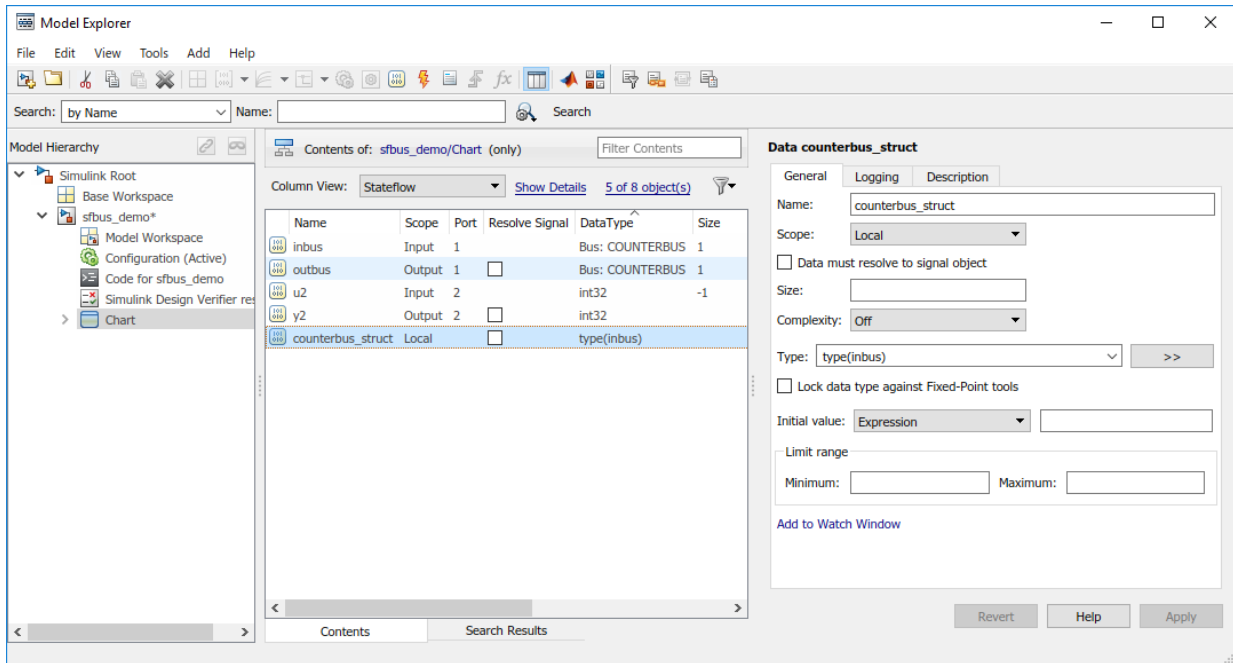 Model Explorer
File Edit View Tools Add Help
fx
Search: by Name Name: Search
Model Hierarchy
Simulink Root
Base Workspace
sfbus_demo*
Model Workspace
Configuration (Active)
Code for sfbus_demo
Simulink Design Verifier res
Chart
Contents of: sfbus_demo/Chart (only) Filter Contents
Column View: Stateflow Show Details 5 of 8 object(s)
Name Scope Port Resolve Signal DataType Size
inbus Input 1 Bus: COUNTERBUS 1
outbus Output 1 Bus: COUNTERBUS 1
u2 Input 2 int32 -1
y2 Output 2 int32
counterbus_struct Local type(inbus)
Contents Search Results
Data counterbus_struct
General Logging Description
Name: counterbus_struct
Scope: Local
Data must resolve to signal object
Size:
Complexity: Off
Type: type(inbus) >>
Lock data type against Fixed-Point tools
Initial value: Expression
Limit range
Minimum: Maximum:
Add to Watch Window
Revert Help Apply